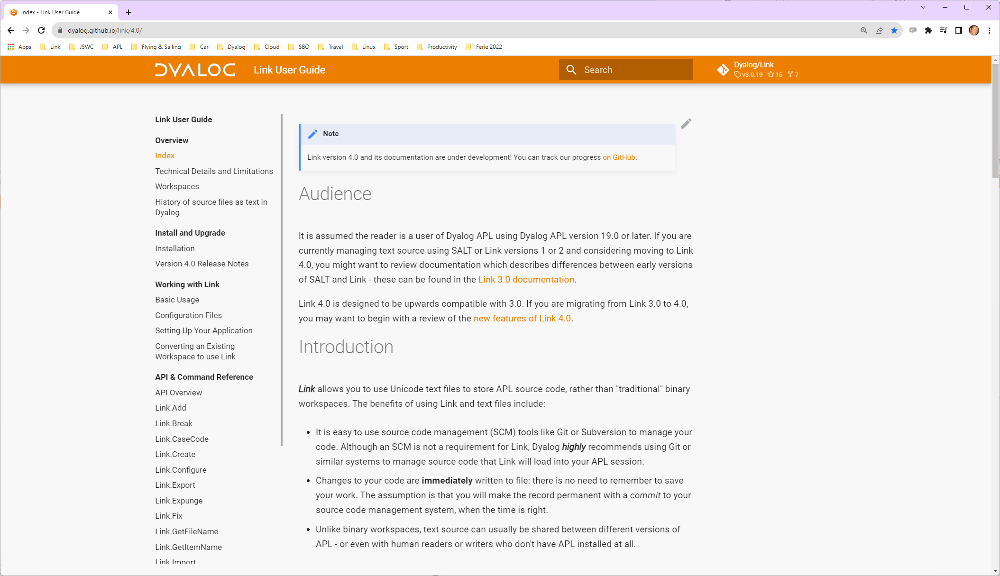 Index - Link User Guide
dyalog.github.io/link/4.0/
Apps Link JSWC APL Flying & Sailing Car Dyalog Cloud SBO Travel Linux Sport Productivity Ferie 2022
DYALOG Link User Guide Search Dyalog/Link
v3.0.19 15 7
Link User Guide
Overview
Index
Technical Details and Limitations
Workspaces
History of source files as text in
Dyalog
Install and Upgrade
Installation
Version 4.0 Release Notes
Working with Link
Basic Usage
Configuration Files
Setting Up Your Application
Converting an Existing
Workspace to use Link
API & Command Reference
API Overview
Link.Add
Link.Break
Link.CaseCode
Link.Create
Link.Configure
Link.Export
Link.Expunge
Link.Fix
Link.GetFileName
Link.GetItemName
Link.Import
Note
Link version 4.0 and its documentation are under development! You can track our progress on GitHub.
Audience
It is assumed the reader is a user of Dyalog APL using Dyalog APL version 19.0 or later. If you are
currently managing text source using SALT or Link versions 1 or 2 and considering moving to Link
4.0, you might want to review documentation which describes differences between early versions
of SALT and Link - these can be found in the Link 3.0 documentation.
Link 4.0 is designed to be upwards compatible with 3.0. If you are migrating from Link 3.0 to 4.0,
you may want to begin with a review of the new features of Link 4.0.
Introduction
Link allows you to use Unicode text files to store APL source code, rather than "traditional" binary
workspaces. The benefits of using Link and text files include:
• It is easy to use source code management (SCM) tools like Git or Subversion to manage your
code. Although an SCM is not a requirement for Link, Dyalog highly recommends using Git or
similar systems to manage source code that Link will load into your APL session.
• Changes to your code are immediately written to file: there is no need to remember to save
your work. The assumption is that you will make the record permanent with a commit to your
source code management system, when the time is right.
• Unlike binary workspaces, text source can usually be shared between different versions of
APL - or even with human readers or writers who don't have APL installed at all.